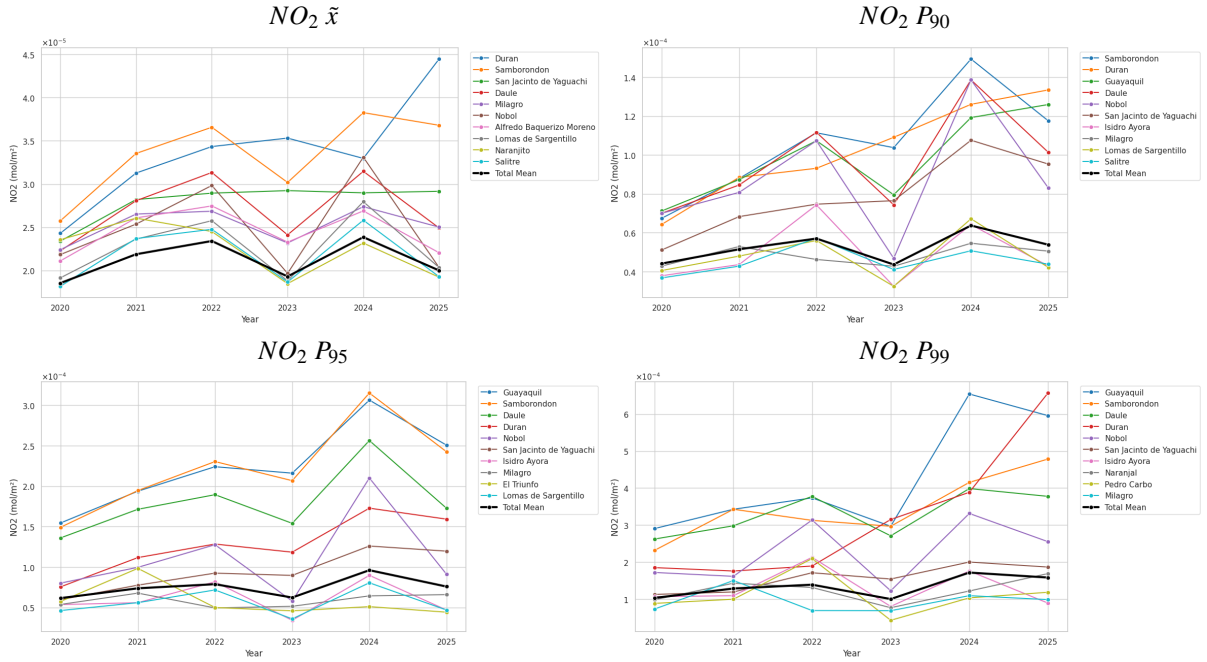 NO₂ x̃
×10⁻⁵
4.5
4.0
3.5
3.0
2.5
2.0
NO2 (mol/m²)
2020 2021 2022 2023 2024 2025
Year
Duran
Samborondon
San Jacinto de Yaguachi
Daule
Milagro
Nobol
Alfredo Baquerizo Moreno
Lomas de Sargentillo
Naranjito
Salitre
Total Mean
NO₂ P₉₀
×10⁻⁴
1.4
1.2
1.0
0.8
0.6
0.4
NO2 (mol/m²)
2020 2021 2022 2023 2024 2025
Year
Samborondon
Duran
Guayaquil
Daule
Nobol
San Jacinto de Yaguachi
Isidro Ayora
Milagro
Lomas de Sargentillo
Salitre
Total Mean
NO₂ P₉₅
×10⁻⁴
3.0
2.5
2.0
1.5
1.0
0.5
NO2 (mol/m²)
2020 2021 2022 2023 2024 2025
Year
Guayaquil
Samborondon
Daule
Duran
Nobol
San Jacinto de Yaguachi
Isidro Ayora
Milagro
El Triunfo
Lomas de Sargentillo
Total Mean
NO₂ P₉₉
×10⁻⁴
6
5
4
3
2
1
NO2 (mol/m²)
2020 2021 2022 2023 2024 2025
Year
Guayaquil
Samborondon
Daule
Duran
Nobol
San Jacinto de Yaguachi
Isidro Ayora
Naranjal
Pedro Carbo
Milagro
Total Mean